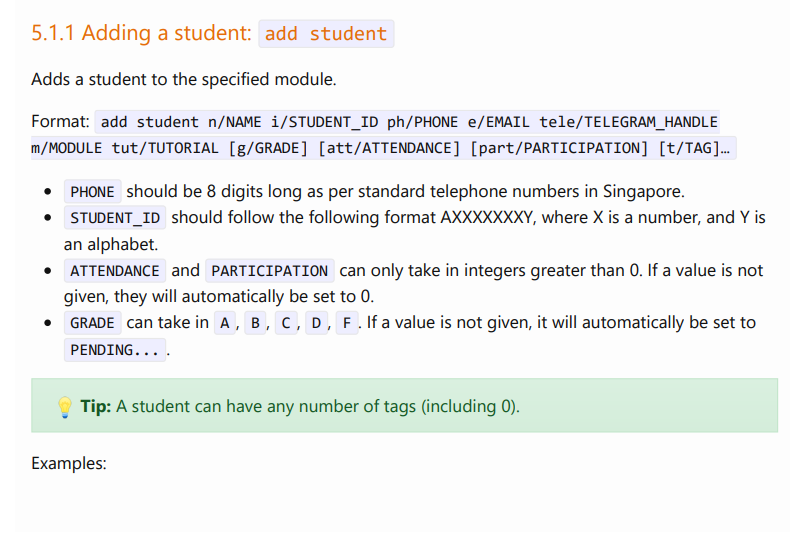 5.1.1 Adding a student: add student
Adds a student to the specified module.
Format: add student n/NAME i/STUDENT_ID ph/PHONE e/EMAIL tele/TELEGRAM_HANDLE
m/MODULE tut/TUTORIAL [g/GRADE] [att/ATTENDANCE] [part/PARTICIPATION] [t/TAG]…
• PHONE should be 8 digits long as per standard telephone numbers in Singapore.
• STUDENT_ID should follow the following format AXXXXXXXY, where X is a number, and Y is
an alphabet.
• ATTENDANCE and PARTICIPATION can only take in integers greater than 0. If a value is not
given, they will automatically be set to 0.
• GRADE can take in A, B, C, D, F. If a value is not given, it will automatically be set to
PENDING... .
💡 Tip: A student can have any number of tags (including 0).
Examples: